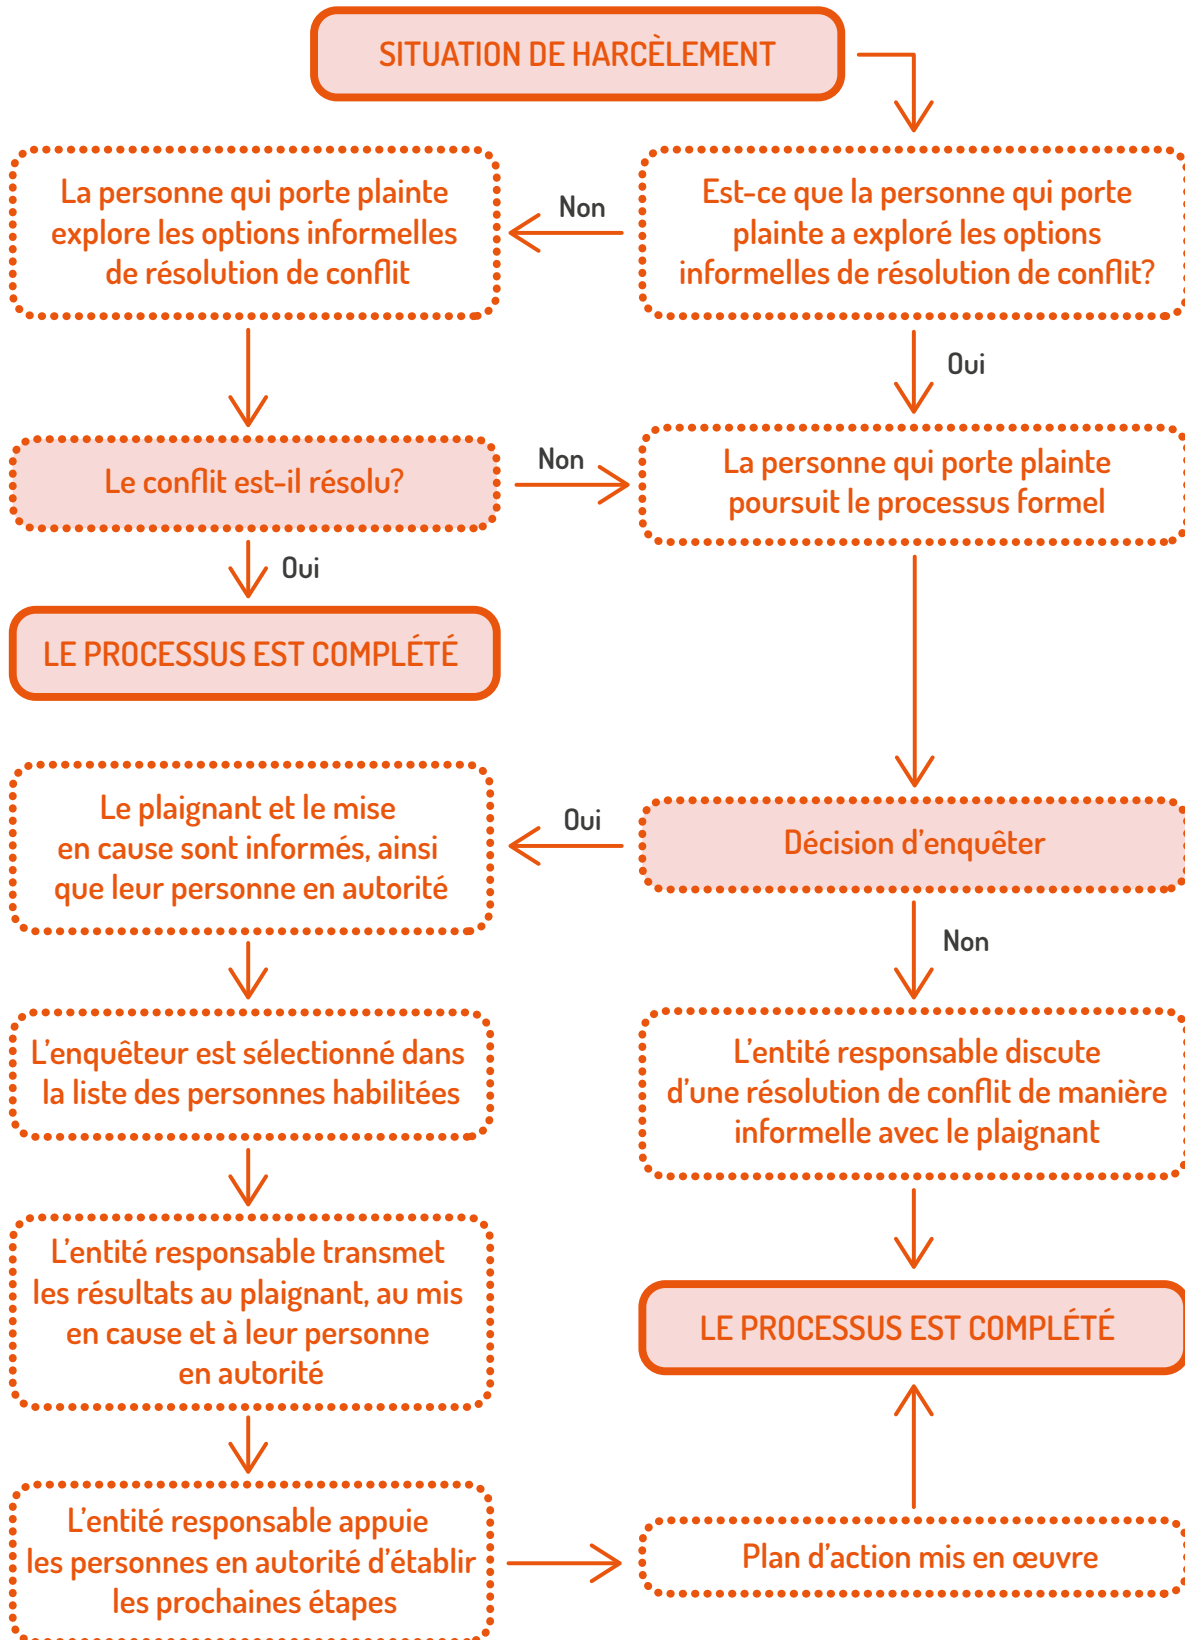 SITUATION DE HARCÈLEMENT
Est-ce que la personne qui porte
plainte a exploré les options
informelles de résolution de conflit?
Non
La personne qui porte plainte
explore les options informelles
de résolution de conflit
Oui
Le conflit est-il résolu?
Non
La personne qui porte plainte
poursuit le processus formel
Oui
LE PROCESSUS EST COMPLÉTÉ
Décision d'enquêter
Oui
Le plaignant et le mise
en cause sont informés, ainsi
que leur personne en autorité
Non
L'enquêteur est sélectionné dans
la liste des personnes habilitées
L'entité responsable discute
d'une résolution de conflit de manière
informelle avec le plaignant
L'entité responsable transmet
les résultats au plaignant, au mis
en cause et à leur personne
en autorité
LE PROCESSUS EST COMPLÉTÉ
L'entité responsable appuie
les personnes en autorité d'établir
les prochaines étapes
Plan d'action mis en œuvre